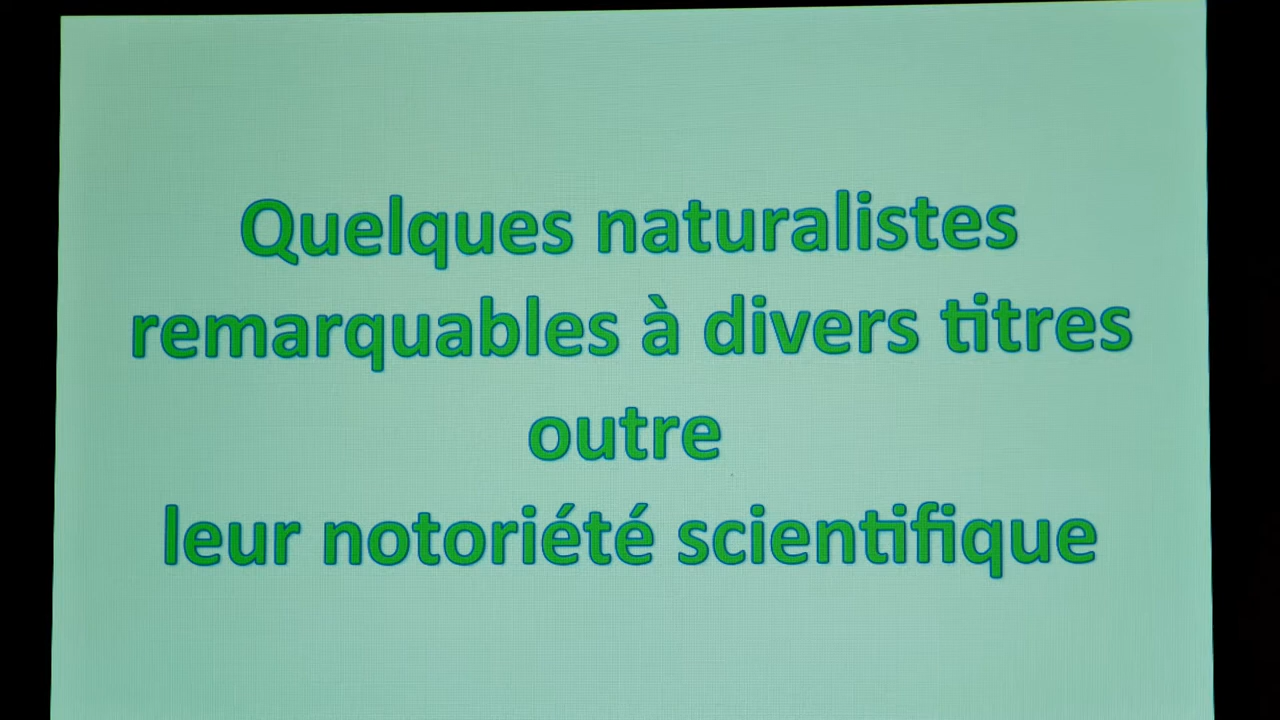 Quelques naturalistes
remarquables à divers titres
outre
leur notoriété scientifique